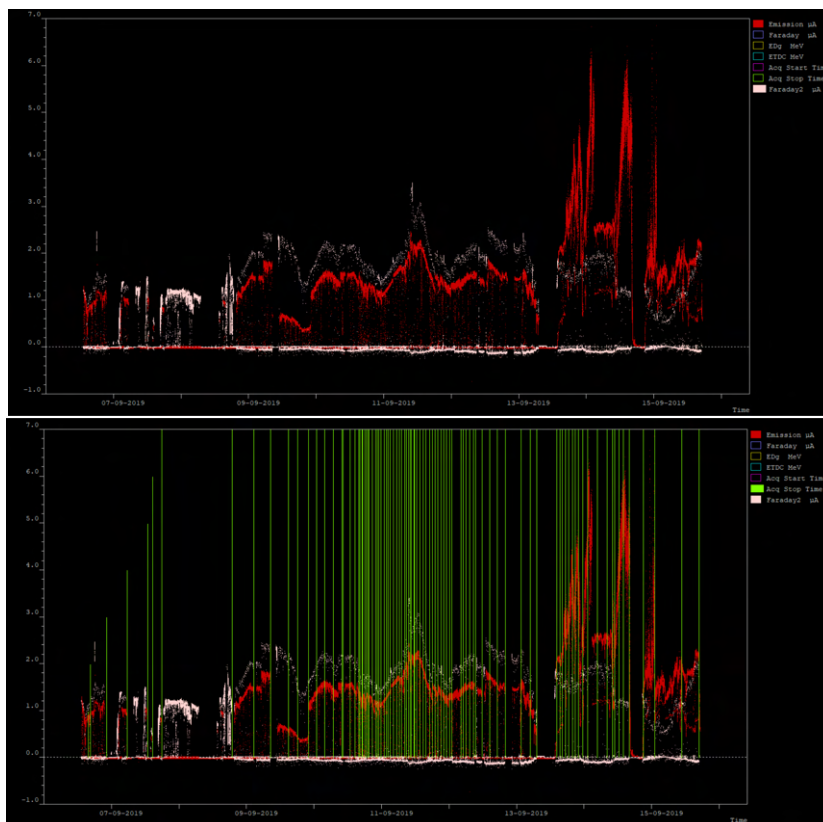 7.0
6.0
5.0
4.0
3.0
2.0
1.0
0.0
-1.0
07-09-2019 09-09-2019 11-09-2019 13-09-2019 15-09-2019
Time
Emission µA
Faraday µA
EDg MeV
ETDC MeV
Acq Start Tim
Acq Stop Time
Faraday2 µA
7.0
6.0
5.0
4.0
3.0
2.0
1.0
0.0
-1.0
07-09-2019 09-09-2019 11-09-2019 13-09-2019 15-09-2019
Time
Emission µA
Faraday µA
EDg MeV
ETDC MeV
Acq Start Time
Acq Stop Time
Faraday2 µA